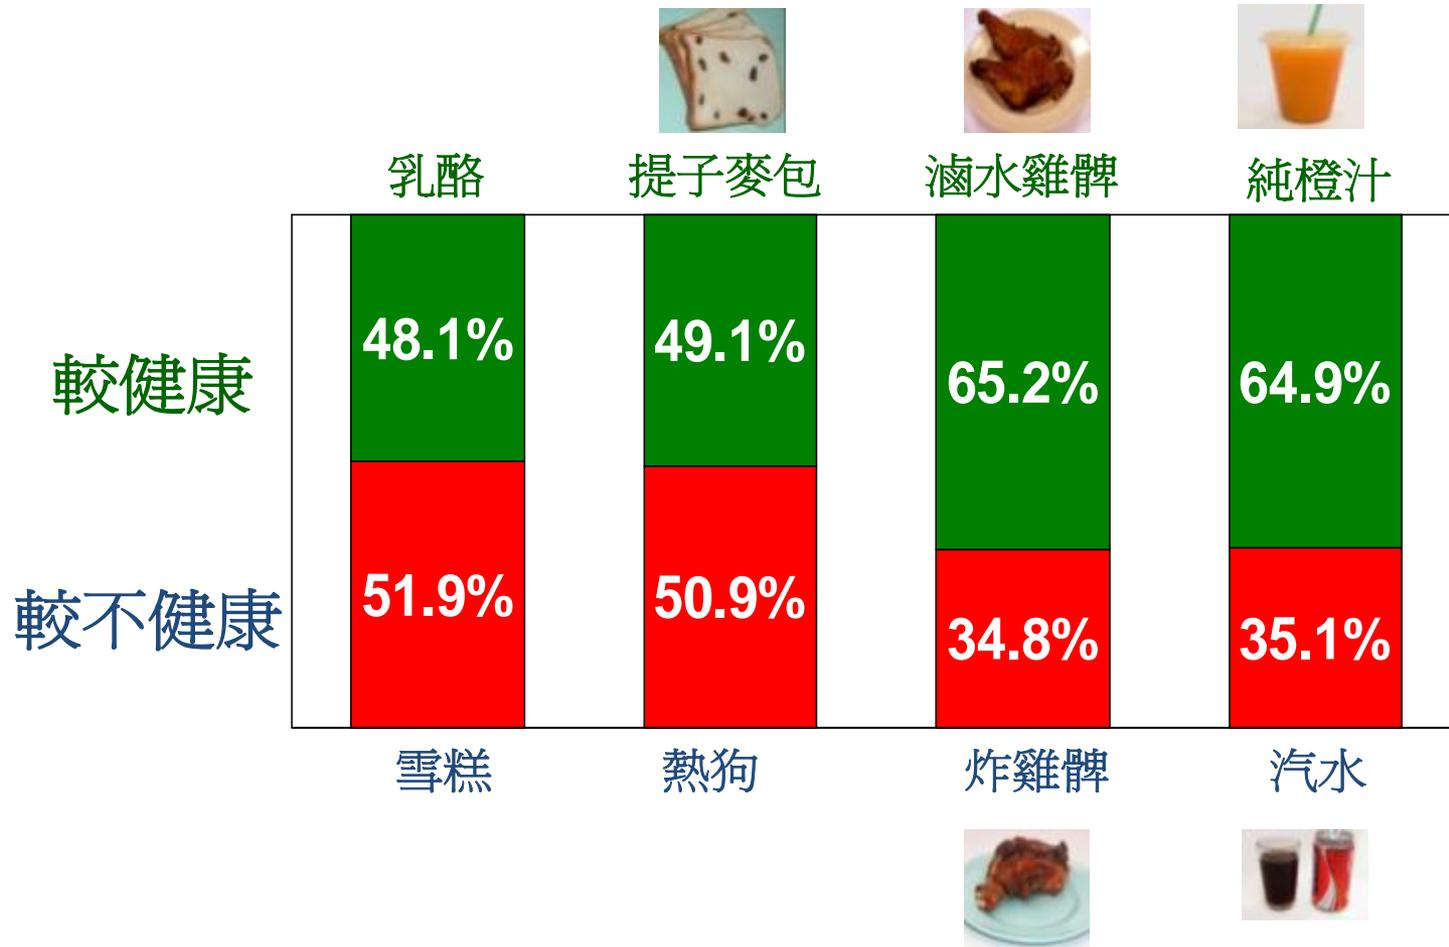 乳酪 提子麥包 滷水雞髀 純橙汁
48.1% 49.1% 65.2% 64.9%
較健康
51.9% 50.9% 34.8% 35.1%
較不健康
雪糕 熱狗 炸雞髀 汽水